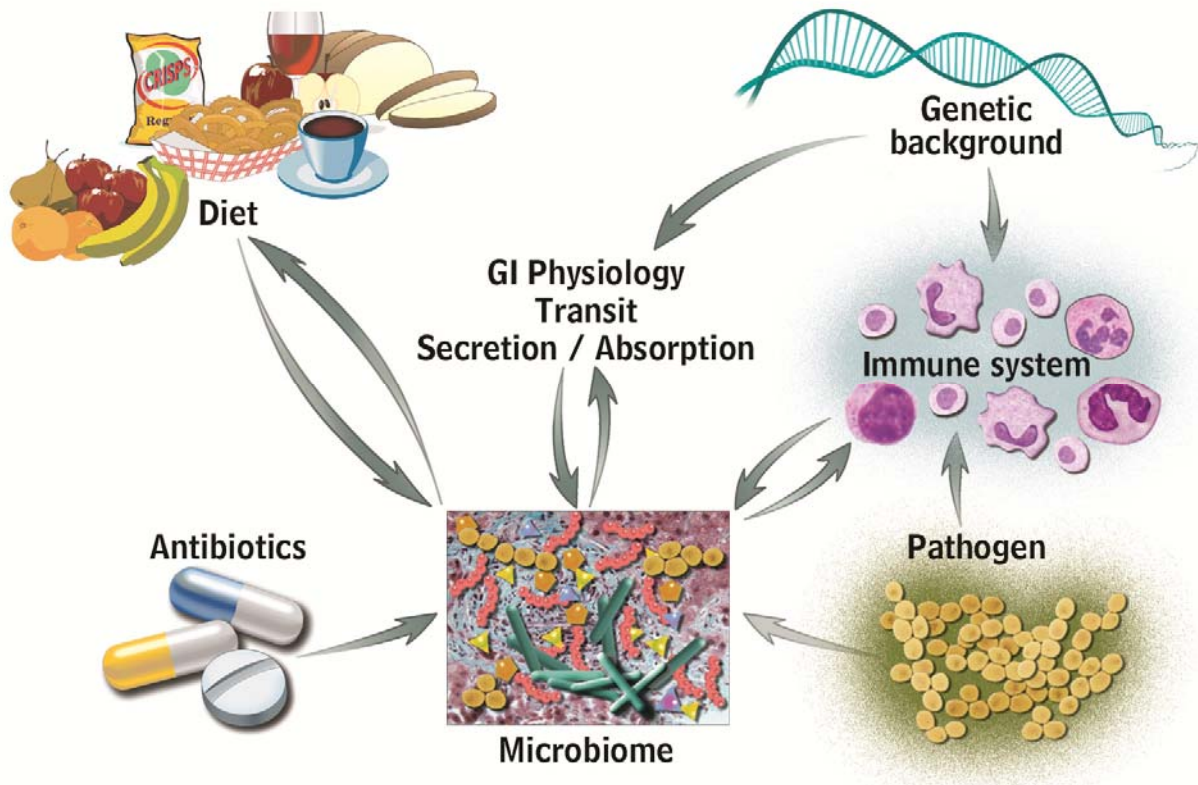 CRISPS
Reg
Diet
Genetic
background
GI Physiology
Transit
Secretion / Absorption
Immune system
Antibiotics
Pathogen
Microbiome